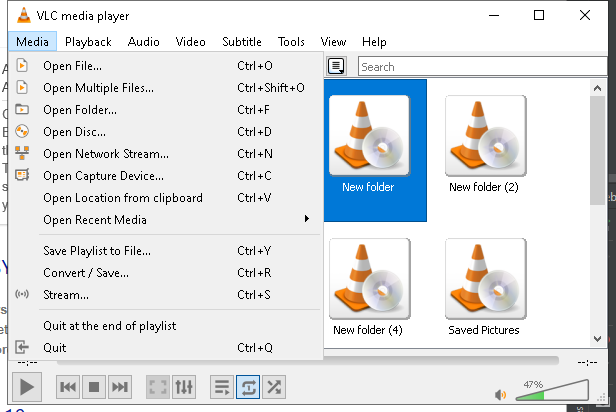 VLC media player
Media Playback Audio Video Subtitle Tools View Help
Open File... Ctrl+O
Open Multiple Files... Ctrl+Shift+O
Open Folder... Ctrl+F
Open Disc... Ctrl+D
Open Network Stream... Ctrl+N
Open Capture Device... Ctrl+C
Open Location from clipboard Ctrl+V
Open Recent Media
Save Playlist to File... Ctrl+Y
Convert / Save... Ctrl+R
Stream... Ctrl+S
Quit at the end of playlist
Quit Ctrl+Q
Search
New folder New folder (2)
New folder (4) Saved Pictures
--:-- --:--
47%